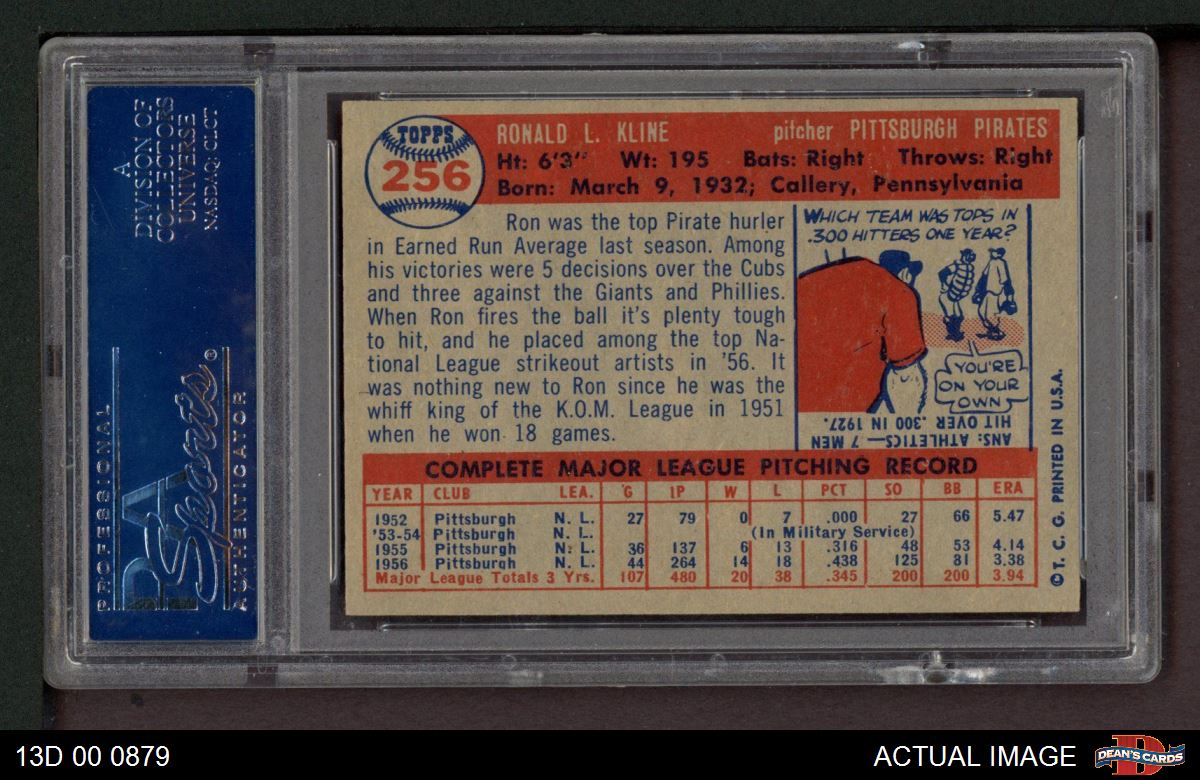 A
DIVISION OF
COLLECTORS
UNIVERSE
NASDAQ: CLCT
PROFESSIONAL
PSA
Sports®
AUTHENTICATOR
TOPPS
256
RONALD L. KLINE pitcher PITTSBURGH PIRATES
Ht: 6'3" Wt: 195 Bats: Right Throws: Right
Born: March 9, 1932; Callery, Pennsylvania
Ron was the top Pirate hurler
in Earned Run Average last season. Among
his victories were 5 decisions over the Cubs
and three against the Giants and Phillies.
When Ron fires the ball it's plenty tough
to hit, and he placed among the top Na-
tional League strikeout artists in '56. It
was nothing new to Ron since he was the
whiff king of the K.O.M. League in 1951
when he won 18 games.
WHICH TEAM WAS TOPS IN
.300 HITTERS ONE YEAR?
YOU'RE
ON YOUR
OWN
ANS: ATHLETICS—7 MEN
HIT OVER .300 IN 1927.
COMPLETE MAJOR LEAGUE PITCHING RECORD
YEAR CLUB LEA. G IP W L PCT SO BB ERA
1952 Pittsburgh N. L. 27 79 0 7 .000 27 66 5.47
'53-54 Pittsburgh N. L. (In Military Service)
1955 Pittsburgh N. L. 36 137 6 13 .316 48 53 4.14
1956 Pittsburgh N. L. 44 264 14 18 .438 125 81 3.38
Major League Totals 3 Yrs. 107 480 20 38 .345 200 200 3.94
© T. C. G. PRINTED IN U.S.A.
13D 00 0879
ACTUAL IMAGE
D
DEAN'S CARDS